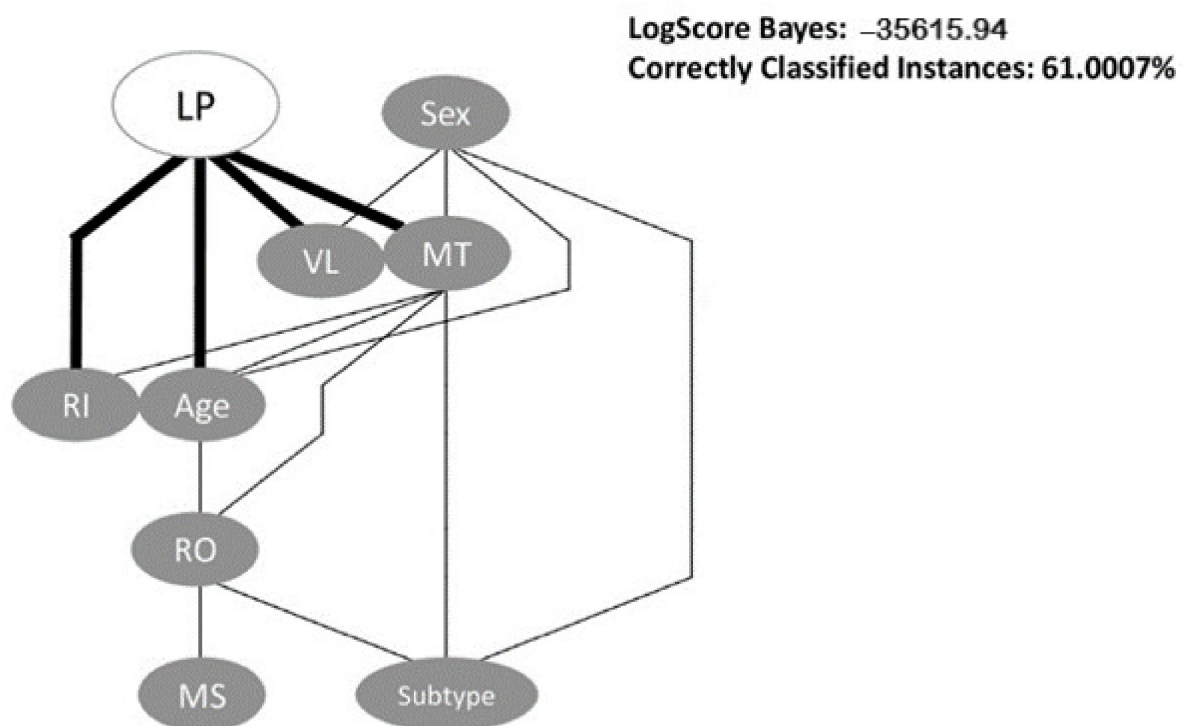 LogScore Bayes: –35615.94
Correctly Classified Instances: 61.0007%
LP
Sex
VL
MT
RI
Age
RO
MS
Subtype